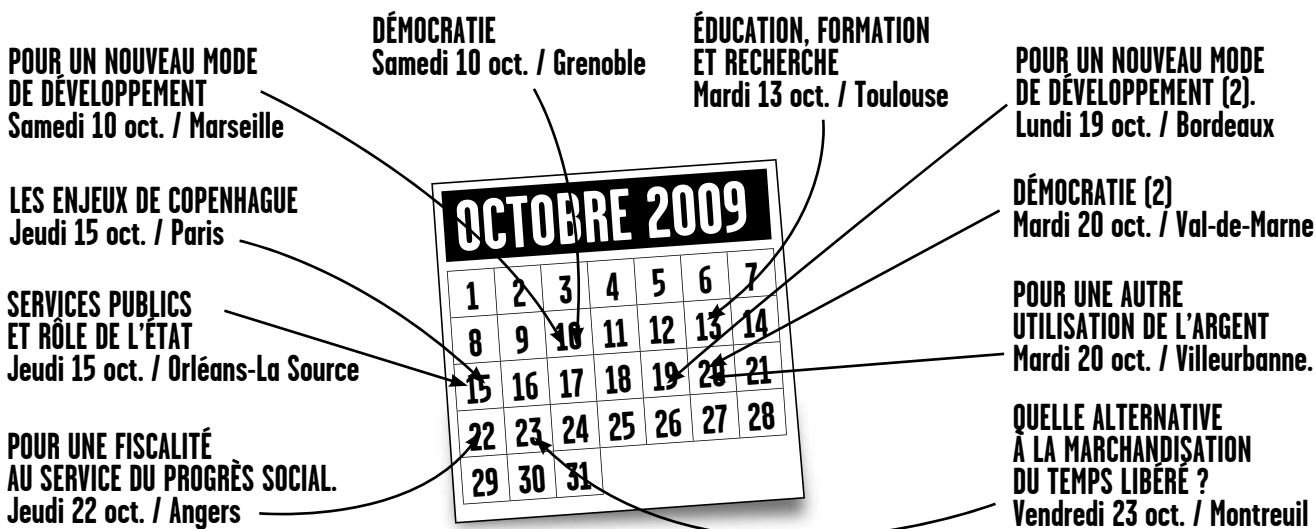 POUR UN NOUVEAU MODE
DE DÉVELOPPEMENT
Samedi 10 oct. / Marseille
DÉMOCRATIE
Samedi 10 oct. / Grenoble
ÉDUCATION, FORMATION
ET RECHERCHE
Mardi 13 oct. / Toulouse
POUR UN NOUVEAU MODE
DE DÉVELOPPEMENT (2).
Lundi 19 oct. / Bordeaux
LES ENJEUX DE COPENHAGUE
Jeudi 15 oct. / Paris
DÉMOCRATIE (2)
Mardi 20 oct. / Val-de-Marne
SERVICES PUBLICS
ET RÔLE DE L'ÉTAT
Jeudi 15 oct. / Orléans-La Source
POUR UNE AUTRE
UTILISATION DE L'ARGENT
Mardi 20 oct. / Villeurbanne.
POUR UNE FISCALITÉ
AU SERVICE DU PROGRÈS SOCIAL.
Jeudi 22 oct. / Angers
QUELLE ALTERNATIVE
À LA MARCHANDISATION
DU TEMPS LIBÉRÉ ?
Vendredi 23 oct. / Montreuil
OCTOBRE 2009
1 2 3 4 5 6 7
8 9 10 11 12 13 14
15 16 17 18 19 20 21
22 23 24 25 26 27 28
29 30 31